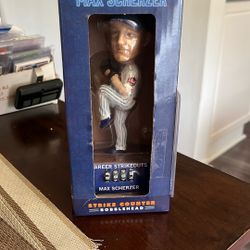 MAX SCHERZER
CAREER STRIKEOUTS
MAX SCHERZER
STRIKE COUNTER
BOBBLEHEAD